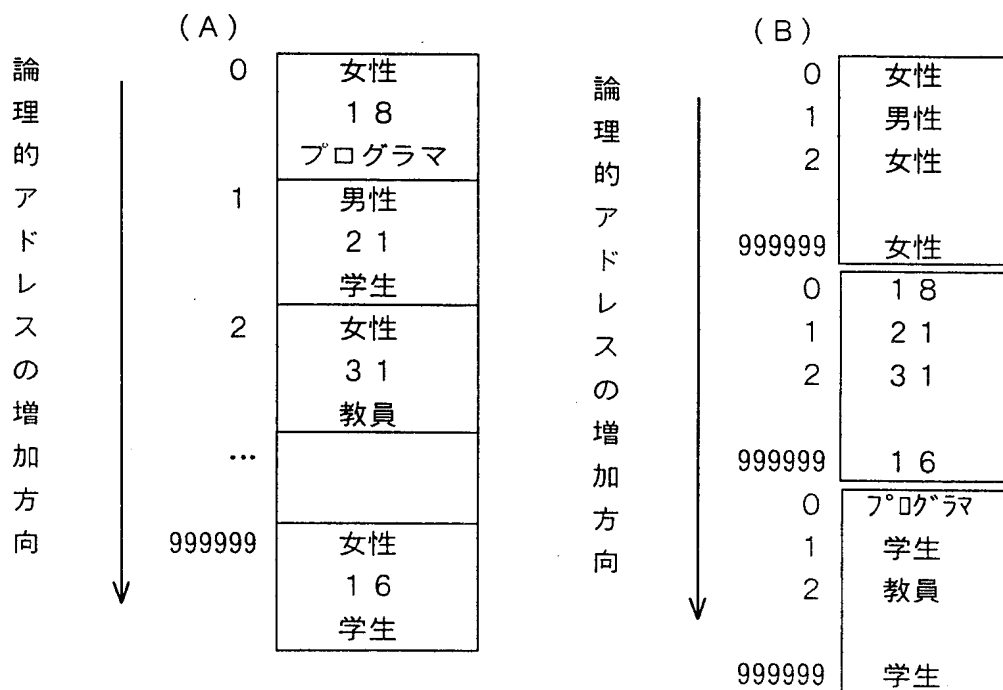 (A)
論理的アドレスの増加方向
0 女性
18
プログラマ
1 男性
21
学生
2 女性
31
教員
…
999999 女性
16
学生
(B)
論理的アドレスの増加方向
0 女性
1 男性
2 女性
999999 女性
0 18
1 21
2 31
999999 16
0 プログラマ
1 学生
2 教員
999999 学生